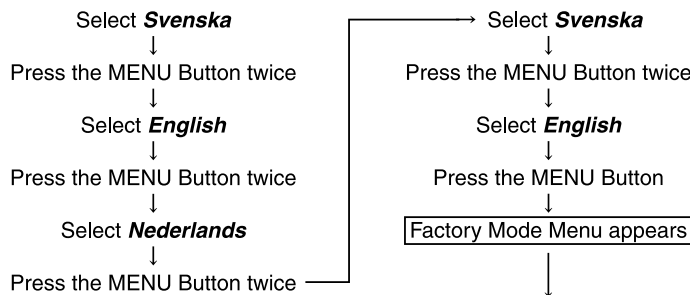 Select Svenska
Press the MENU Button twice
Select English
Press the MENU Button twice
Select Nederlands
Press the MENU Button twice
Select Svenska
Press the MENU Button twice
Select English
Press the MENU Button
Factory Mode Menu appears